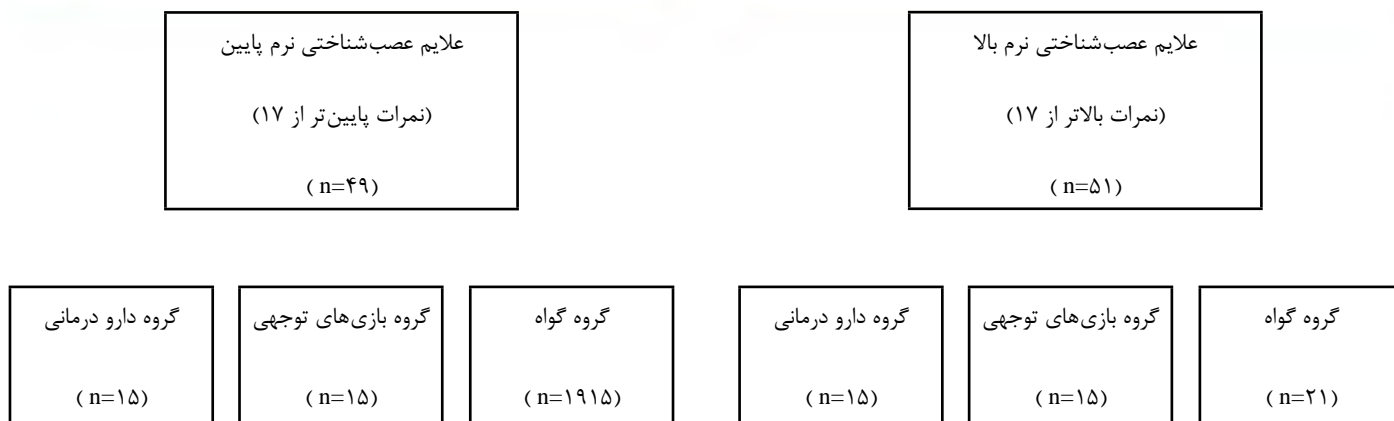 علایم عصب‌شناختی نرم بالا
(نمرات بالاتر از ۱۷)
( n=۵۱)
علایم عصب‌شناختی نرم پایین
(نمرات پایین‌تر از ۱۷)
( n=۴۹)
گروه گواه
( n=۲۱)
گروه بازی‌های توجهی
( n=۱۵)
گروه دارو درمانی
( n=۱۵)
گروه گواه
( n=۱۹۱۵)
گروه بازی‌های توجهی
( n=۱۵)
گروه دارو درمانی
( n=۱۵)